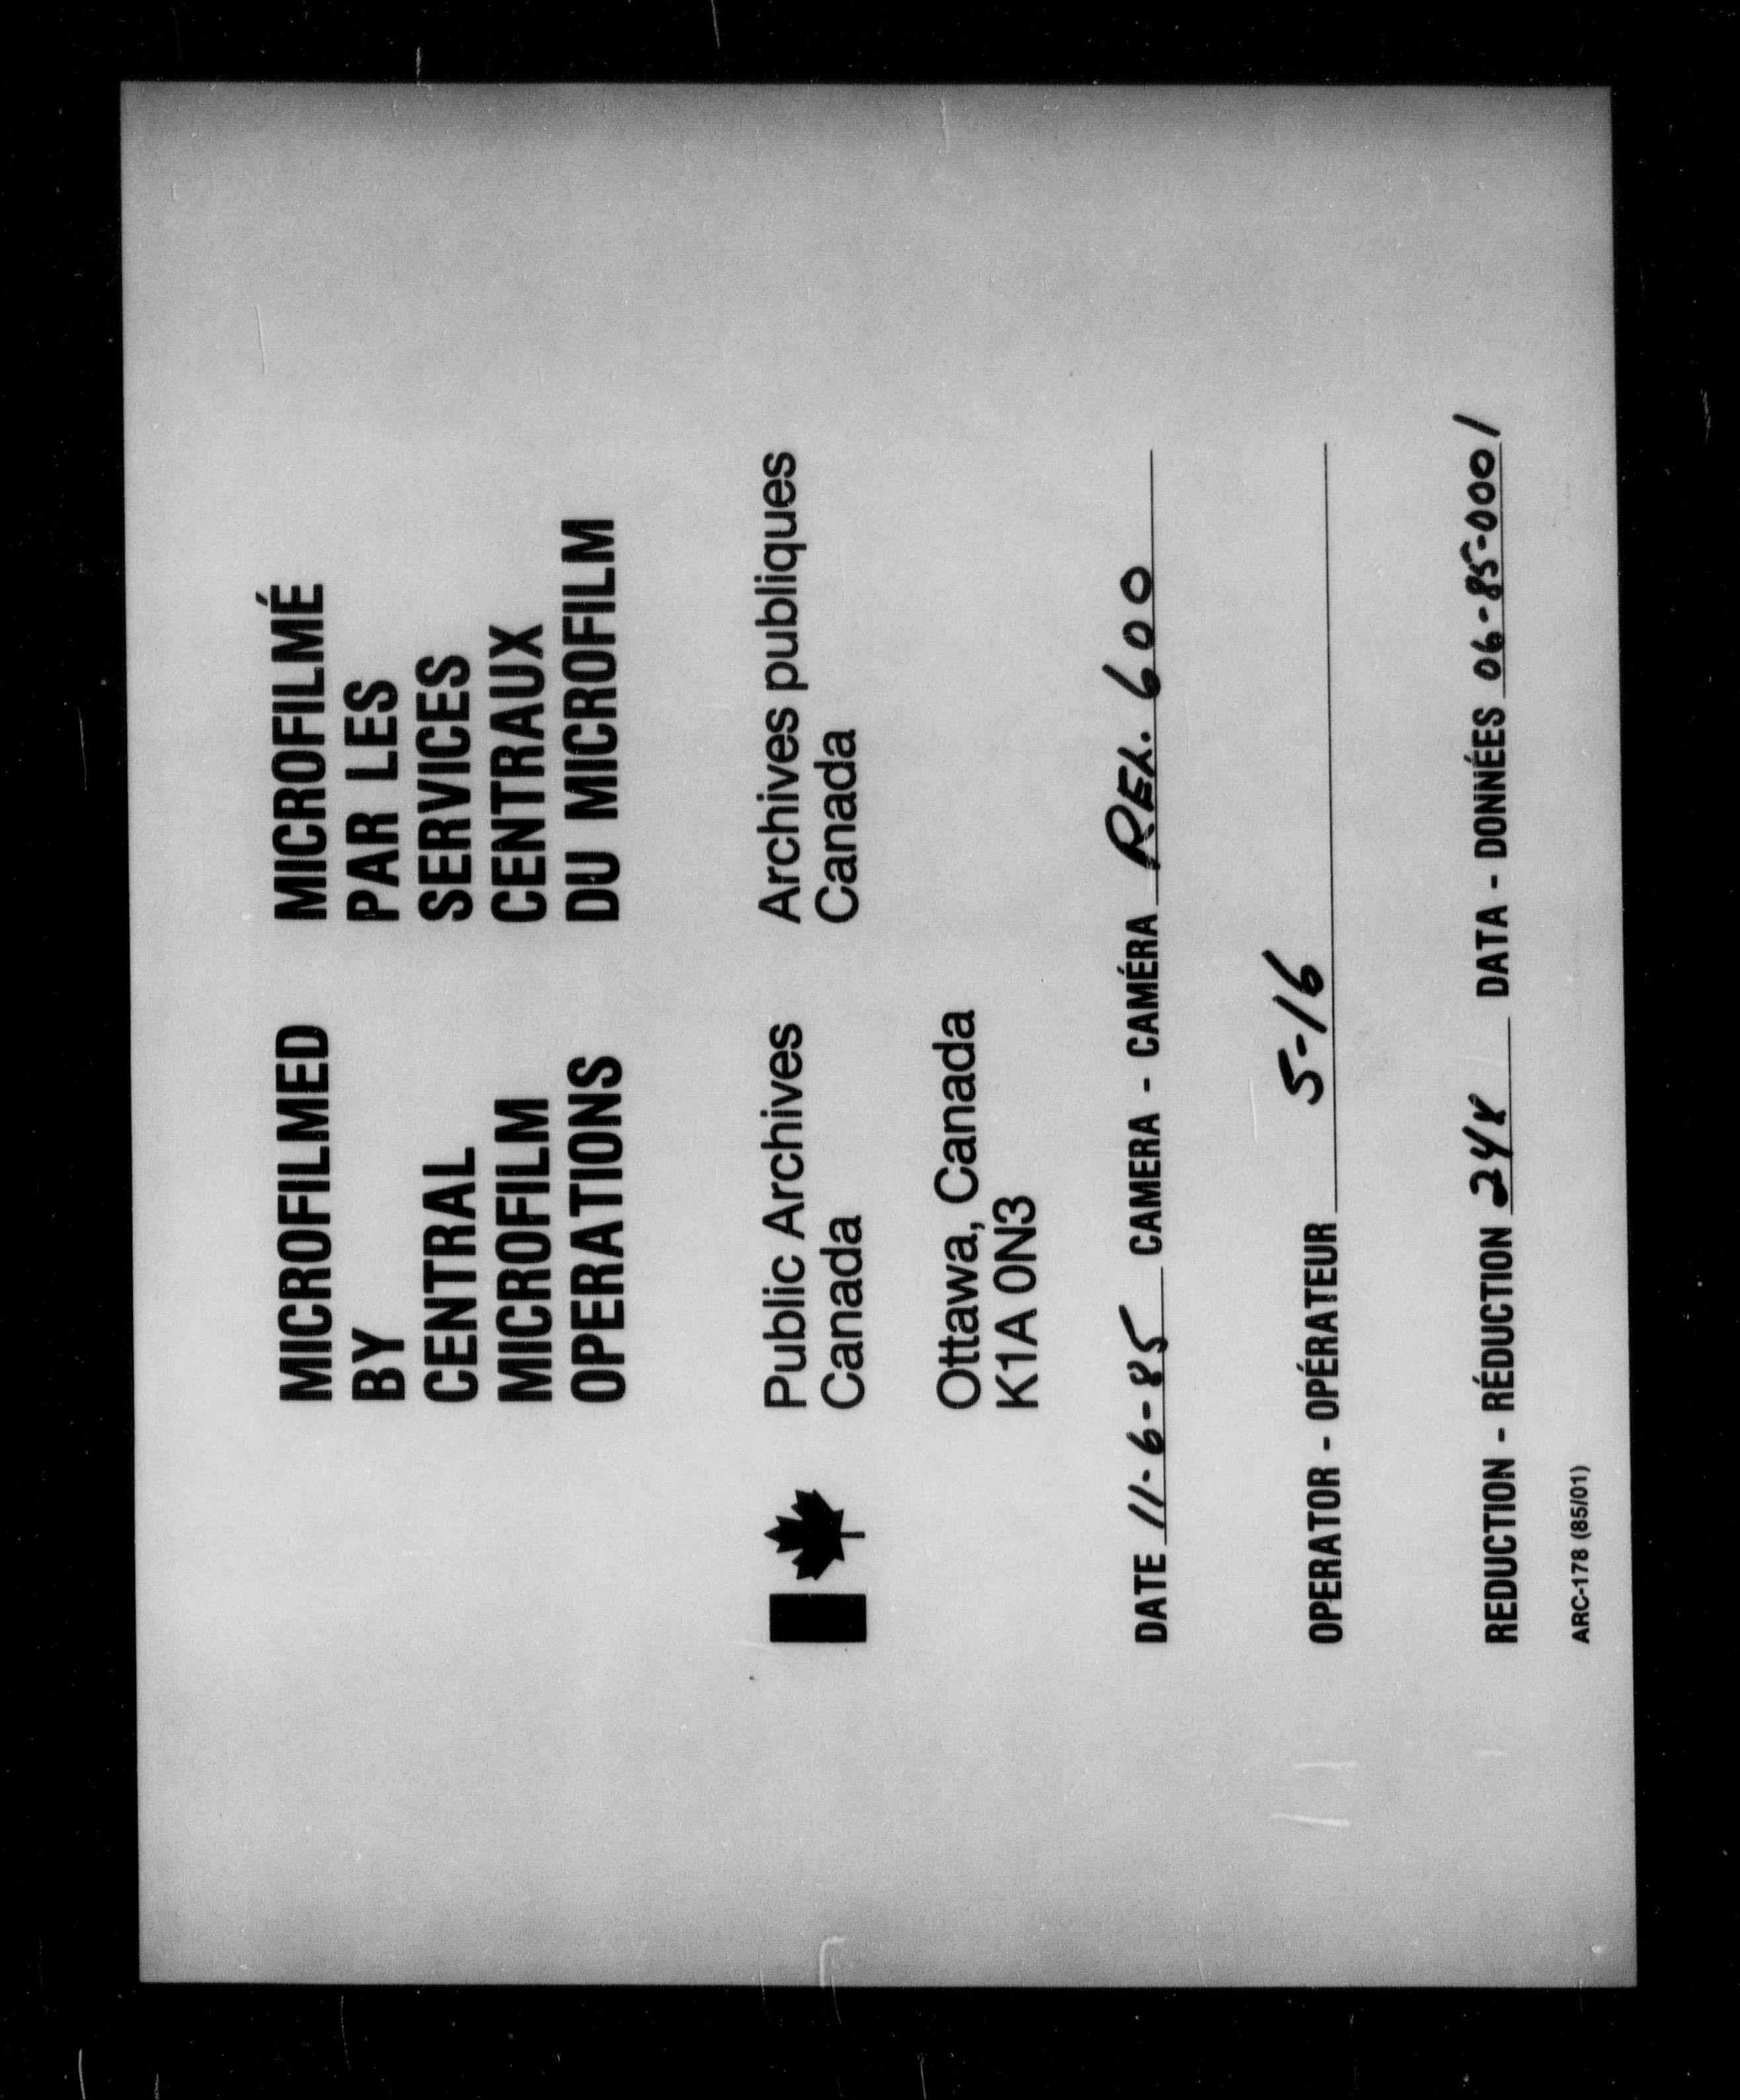 MICROFILMED
BY
CENTRAL
MICROFILM
OPERATIONS
MICROFILMÉ
PAR LES
SERVICES
CENTRAUX
DU MICROFILM
Public Archives
Canada
Archives publiques
Canada
Ottawa, Canada
K1A 0N3
DATE 11-6-85 CAMERA - CAMÉRA REL. 600
OPERATOR - OPÉRATEUR 5-16
REDUCTION - RÉDUCTION 24X DATA - DONNÉES 06-85-0001
ARC-178 (85/01)